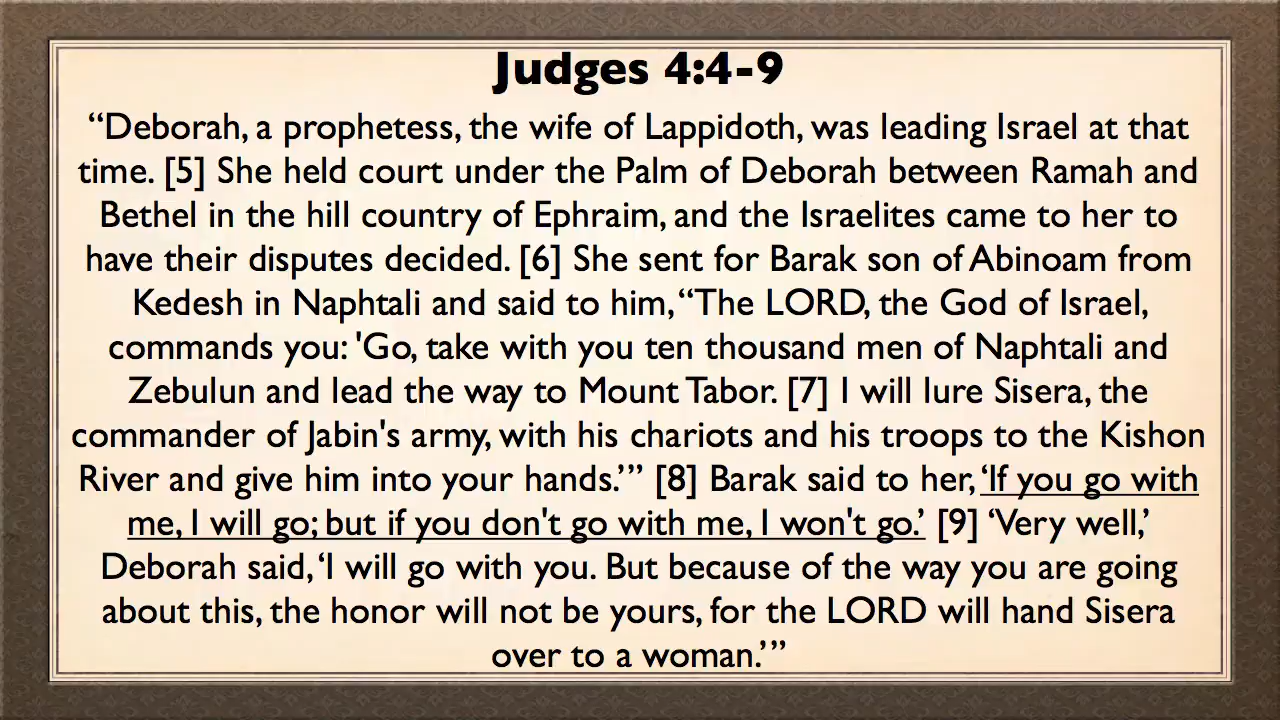 Judges 4:4-9
“Deborah, a prophetess, the wife of Lappidoth, was leading Israel at that
time. [5] She held court under the Palm of Deborah between Ramah and
Bethel in the hill country of Ephraim, and the Israelites came to her to
have their disputes decided. [6] She sent for Barak son of Abinoam from
Kedesh in Naphtali and said to him, “The LORD, the God of Israel,
commands you: 'Go, take with you ten thousand men of Naphtali and
Zebulun and lead the way to Mount Tabor. [7] I will lure Sisera, the
commander of Jabin's army, with his chariots and his troops to the Kishon
River and give him into your hands.’” [8] Barak said to her, ‘If you go with
me, I will go; but if you don't go with me, I won't go.’ [9] ‘Very well,’
Deborah said, ‘I will go with you. But because of the way you are going
about this, the honor will not be yours, for the LORD will hand Sisera
over to a woman.’”